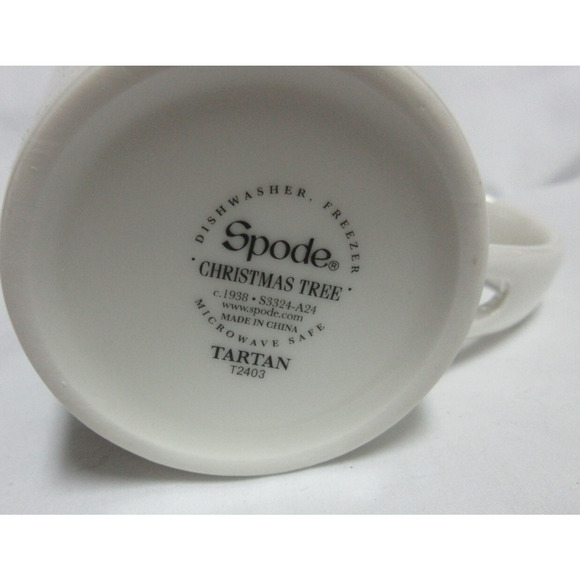 DISHWASHER, FREEZER
Spode®
· CHRISTMAS TREE ·
c.1938 • S3324-A24
www.spode.com
MADE IN CHINA
MICROWAVE SAFE
TARTAN
T2403